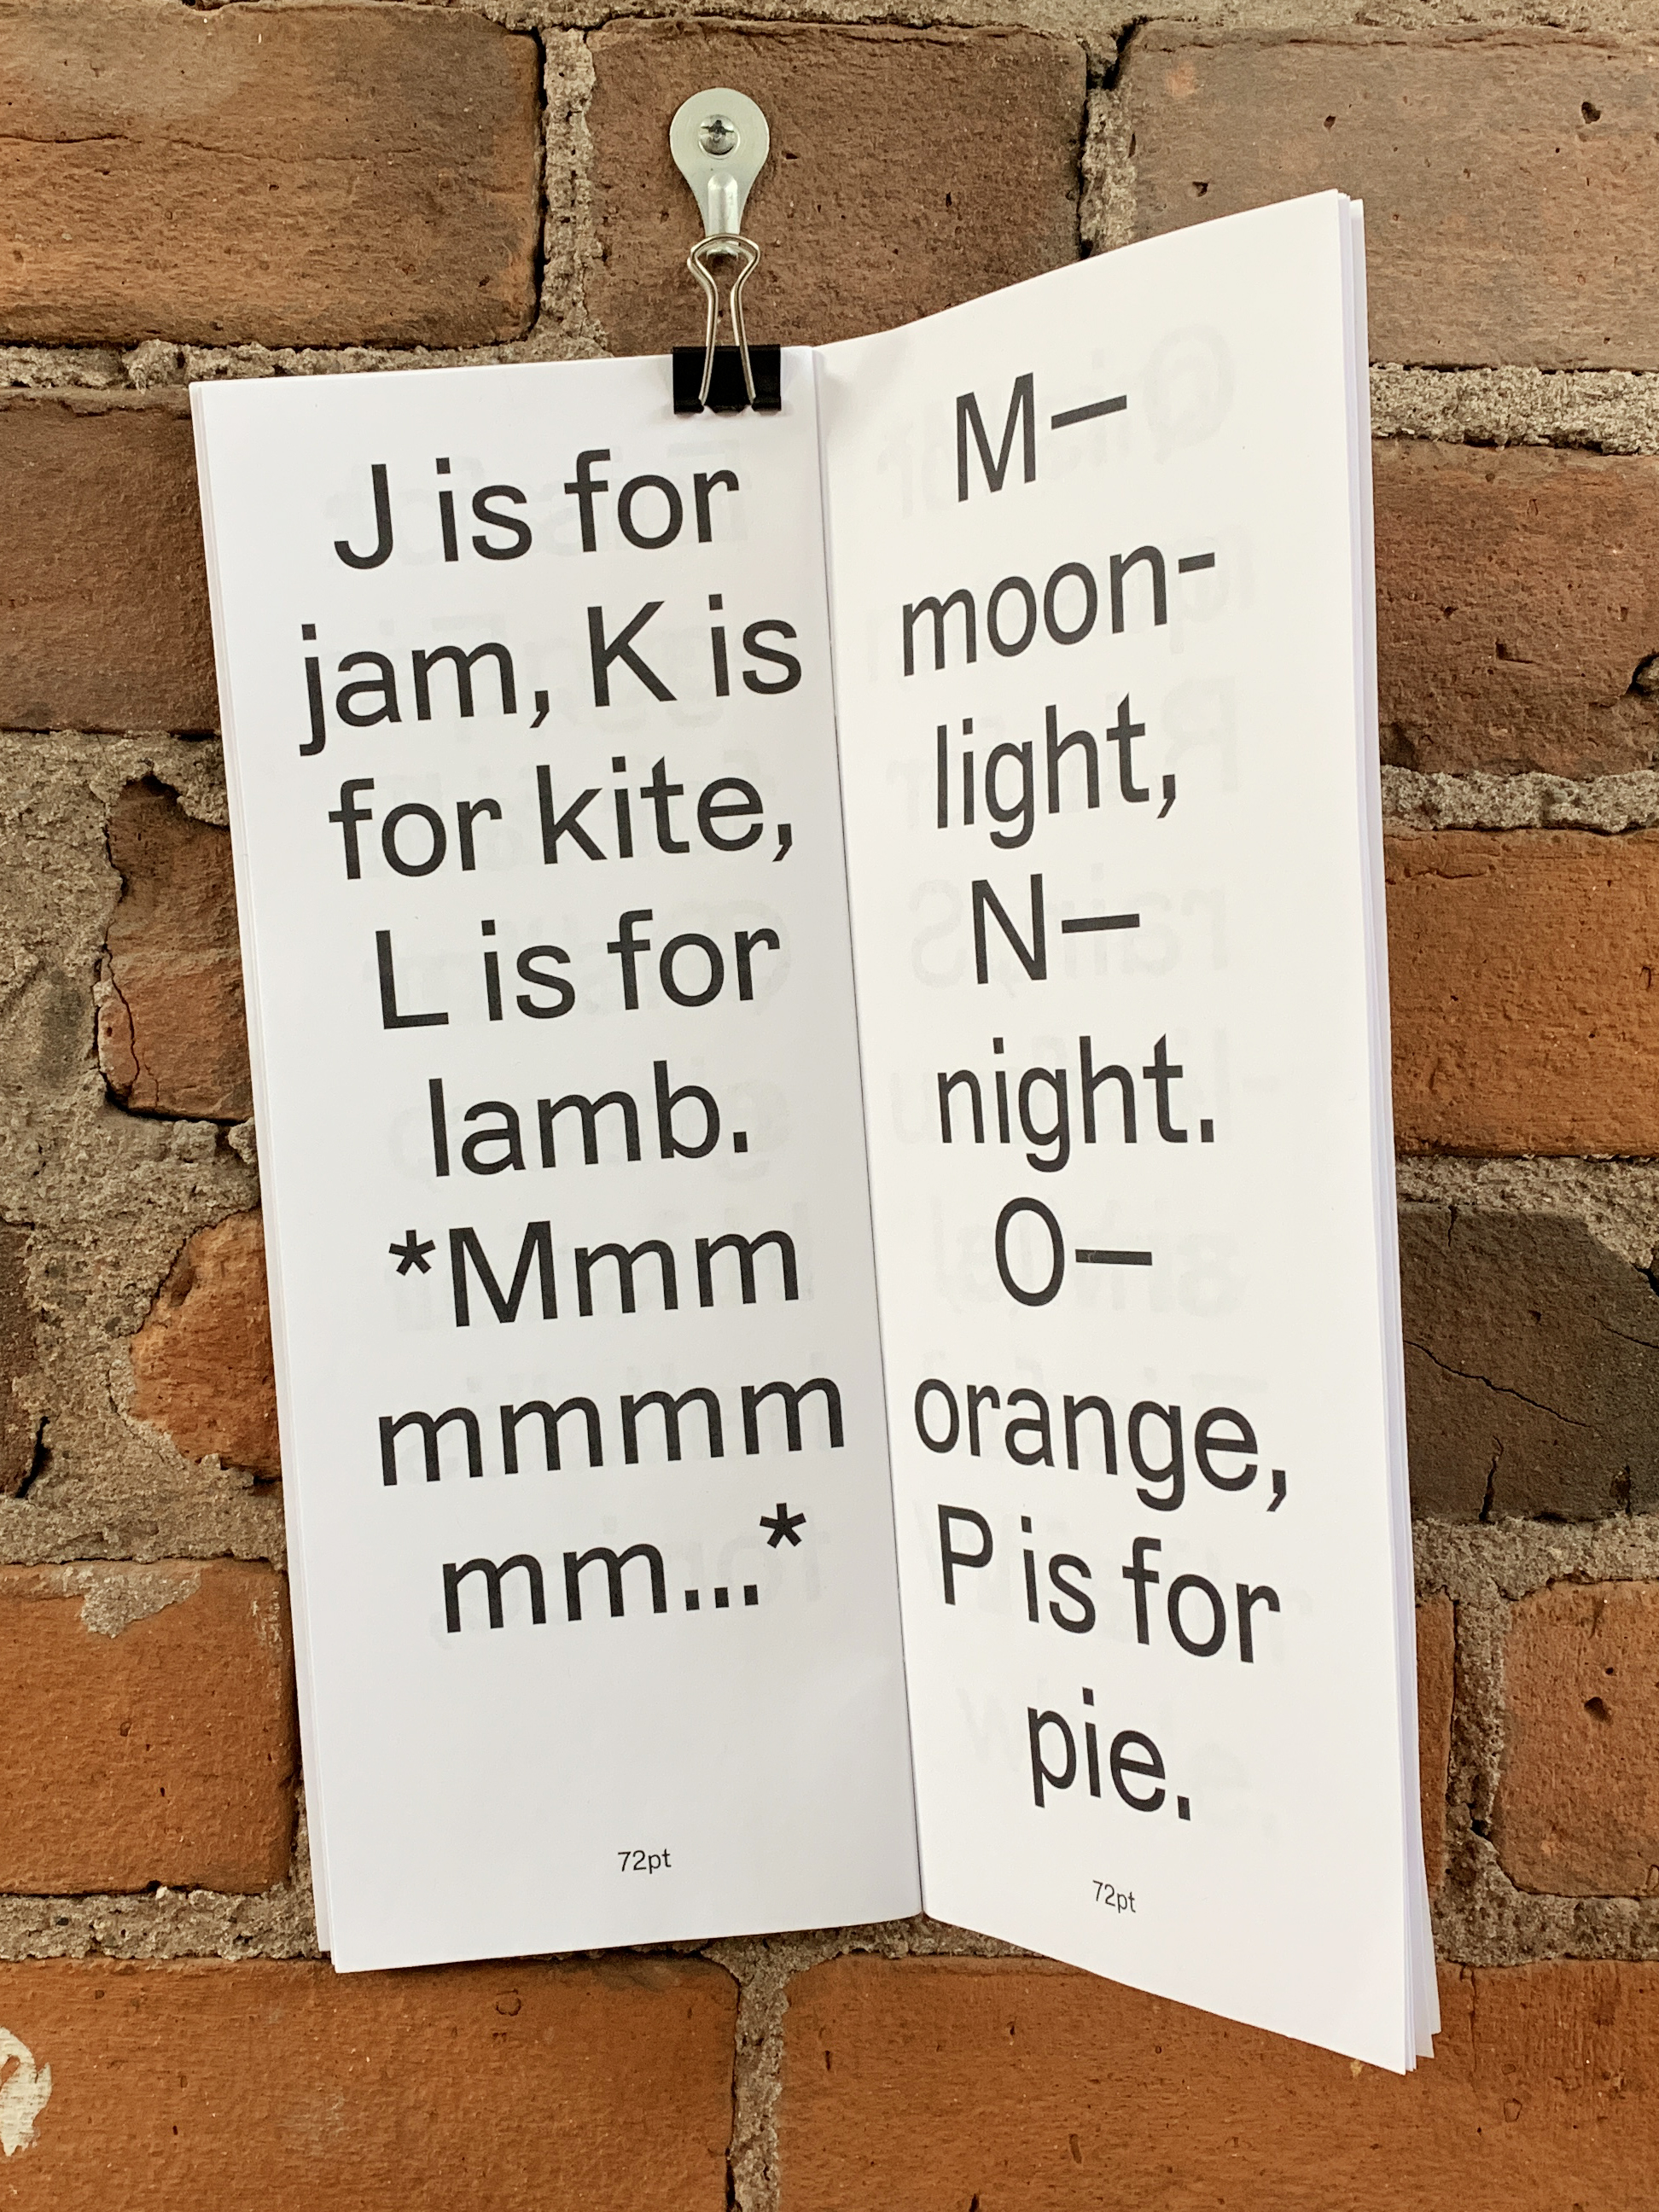 J is for
jam, K is
for kite,
L is for
lamb.
*Mmm
mmmm
mm...*
72pt
M—
moon-
light,
N—
night.
O—
orange,
P is for
pie.
72pt